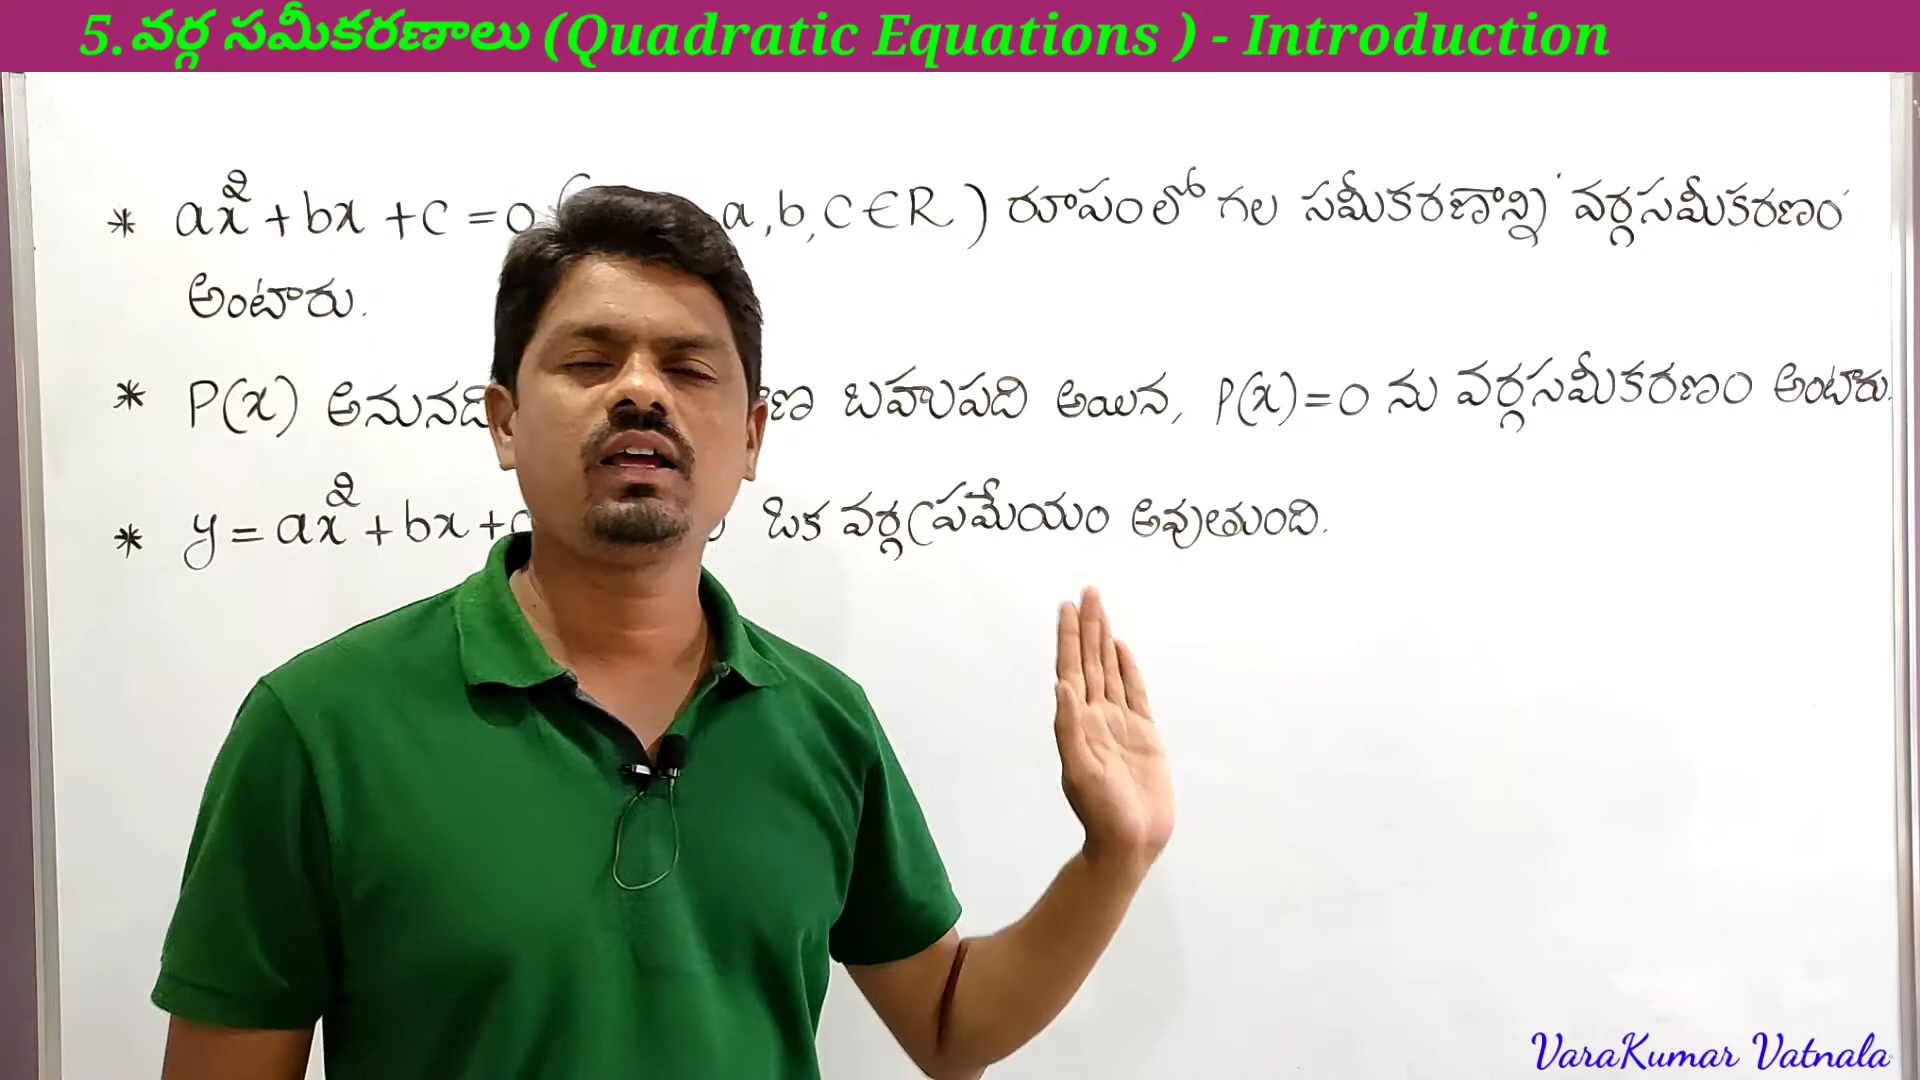 5. వర్గ సమీకరణాలు (Quadratic Equations ) - Introduction
* ax² + bx + c = 0 a, b, c ∈ R ) రూపంలో గల సమీకరణాన్ని 'వర్గసమీకరణం'
అంటారు.
* P(x) అనునది బహుపది అయిన, P(x) = 0 ను వర్గసమీకరణం అంటారు.
* y = ax² + bx + ఒక వర్గప్రమేయం అవుతుంది.
VaraKumar Vatnala